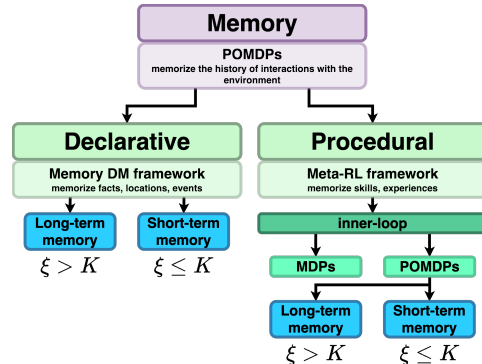 Memory
POMDPs
memorize the history of interactions with the
environment
Declarative
Memory DM framework
memorize facts, locations, events
Long-term
memory
Short-term
memory
ξ > K
ξ ≤ K
Procedural
Meta-RL framework
memorize skills, experiences
inner-loop
MDPs
POMDPs
Long-term
memory
Short-term
memory
ξ > K
ξ ≤ K